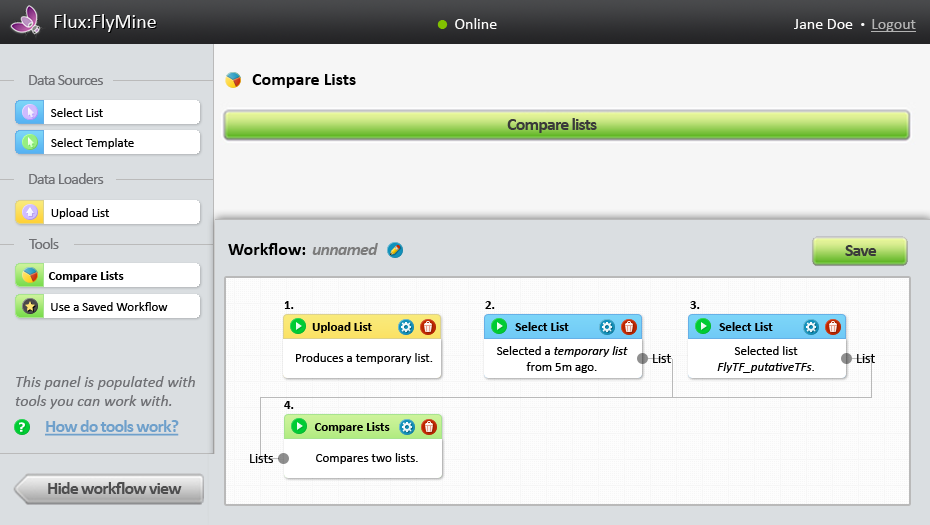 Flux:FlyMine
Online
Jane Doe • Logout
Data Sources
Select List
Select Template
Data Loaders
Upload List
Tools
Compare Lists
Use a Saved Workflow
This panel is populated with
tools you can work with.
? How do tools work?
Hide workflow view
Compare Lists
Compare lists
Workflow: unnamed
Save
1.
Upload List
Produces a temporary list.
2.
Select List
Selected a temporary list
from 5m ago.
List
3.
Select List
Selected list
FlyTF_putativeTFs.
List
4.
Compare Lists
Lists
Compares two lists.